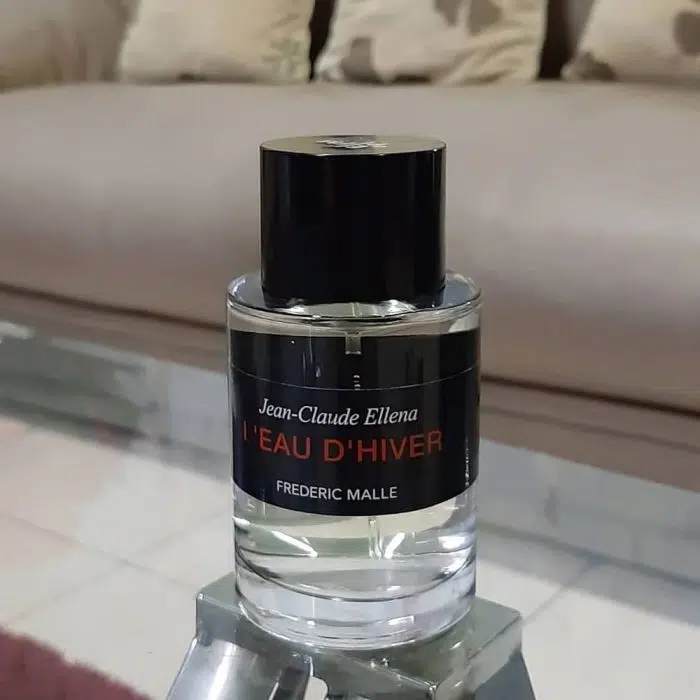 Jean-Claude Ellena
L'EAU D'HIVER
FREDERIC MALLE